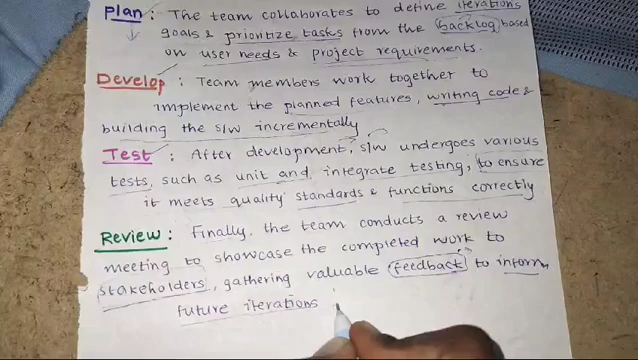 Plan : The team collaborates to define iterations
goals & prioritize tasks from the backlog based
on user needs & project requirements.
Develop : Team members work together to
implement the planned features, writing code &
building the s/w incrementally
Test : After development, s/w undergoes various
tests, such as unit and integrate testing, to ensure
it meets quality standards & functions correctly
Review : Finally, the team conducts a review
meeting to showcase the completed work to
stakeholders, gathering valuable feedback to inform
future iterations